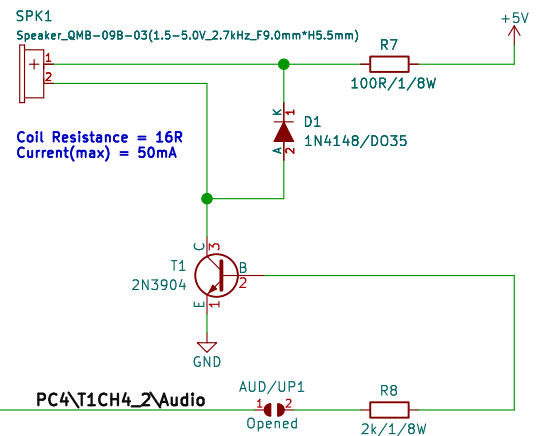 SPK1
Speaker_QMB-09B-03(1.5-5.0V_2.7kHz_F9.0mm*H5.5mm)
+5V
R7
100R/1/8W
+
1
2
K
1
D1
1N4148/DO35
A
2
Coil Resistance = 16R
Current(max) = 50mA
C
3
T1
2N3904
B
2
E
1
GND
PC4\T1CH4_2\Audio
AUD/UP1
1
2
Opened
R8
2k/1/8W